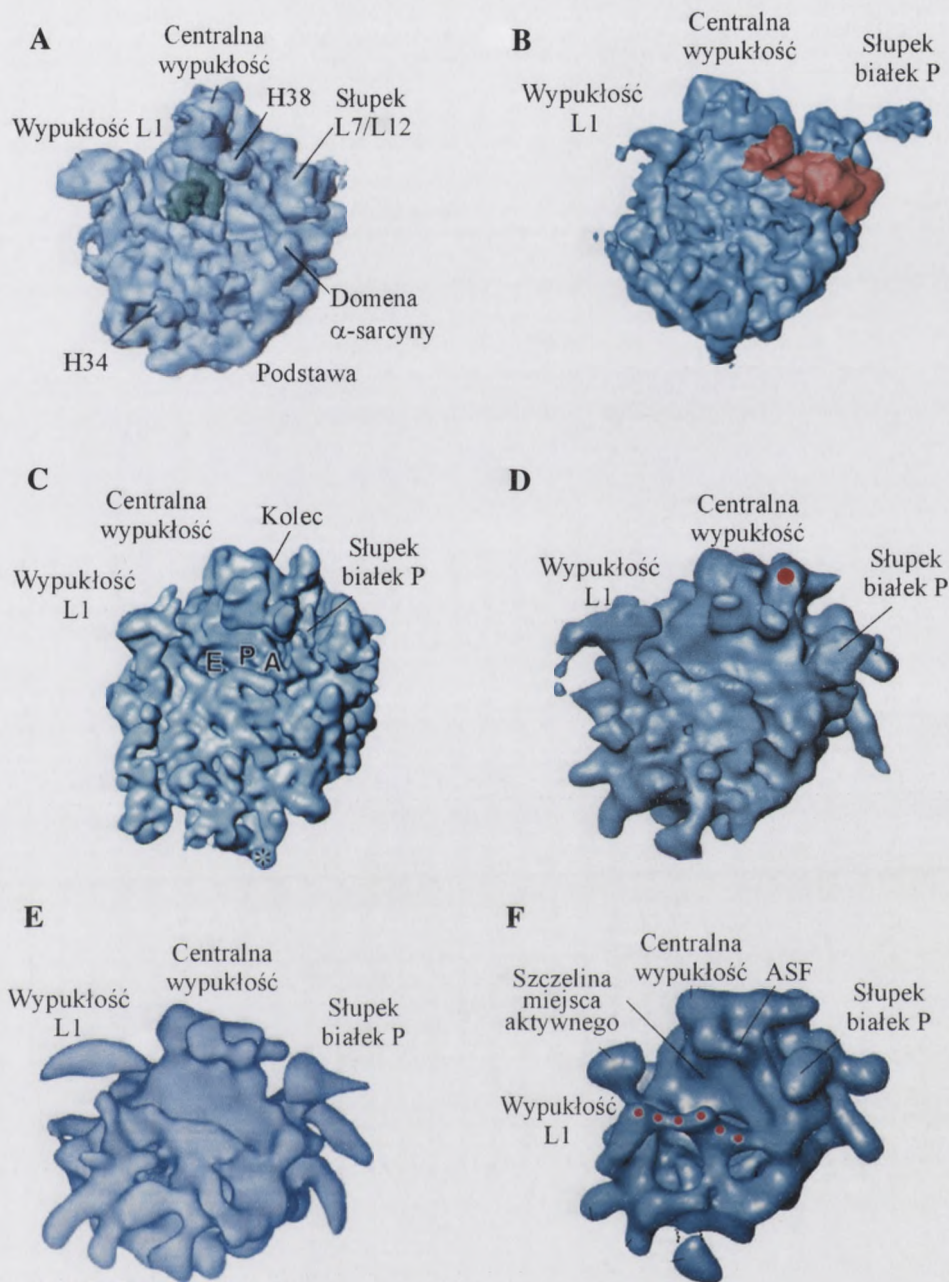 A
Centralna
wypukłość
H38
Słupek
L7/L12
Wypukłość L1
Domena
α-sarcyny
H34
Podstawa
B
Centralna
wypukłość
Słupek
białek P
Wypukłość
L1
C
Centralna
wypukłość
Kolec
Słupek
białek P
Wypukłość
L1
E P A
*
D
Centralna
wypukłość
Wypukłość
L1
Słupek
białek P
E
Centralna
wypukłość
Wypukłość
L1
Słupek
białek P
F
Centralna
wypukłość
ASF
Szczelina
miejsca
aktywnego
Słupek
białek P
Wypukłość
L1